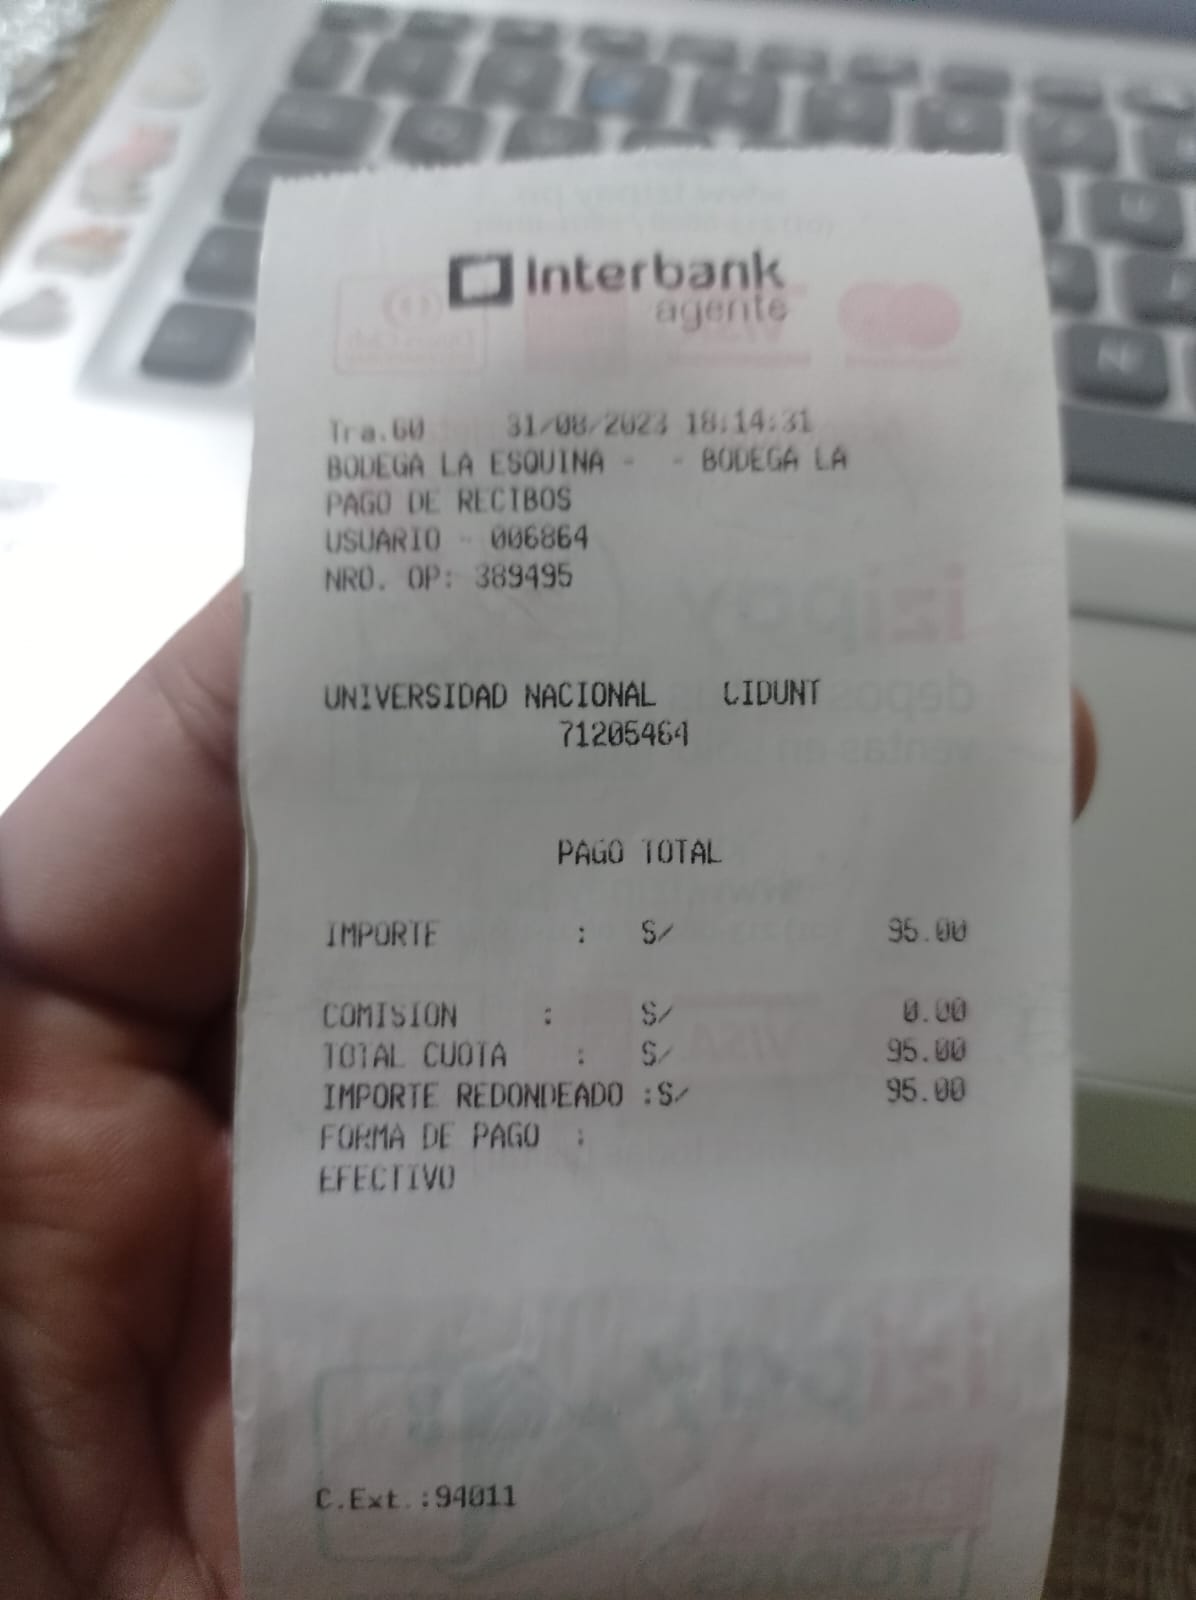 Interbank
agente
Tra.60 31/08/2023 18:14:31
BODEGA LA ESQUINA - - BODEGA LA
PAGO DE RECIBOS
USUARIO - 006864
NRO. OP: 389495
UNIVERSIDAD NACIONAL CIDUNT
71205464
PAGO TOTAL
IMPORTE : S/ 95.00
COMISION : S/ 0.00
TOTAL CUOTA : S/ 95.00
IMPORTE REDONDEADO :S/ 95.00
FORMA DE PAGO :
EFECTIVO
C.Ext.:94011